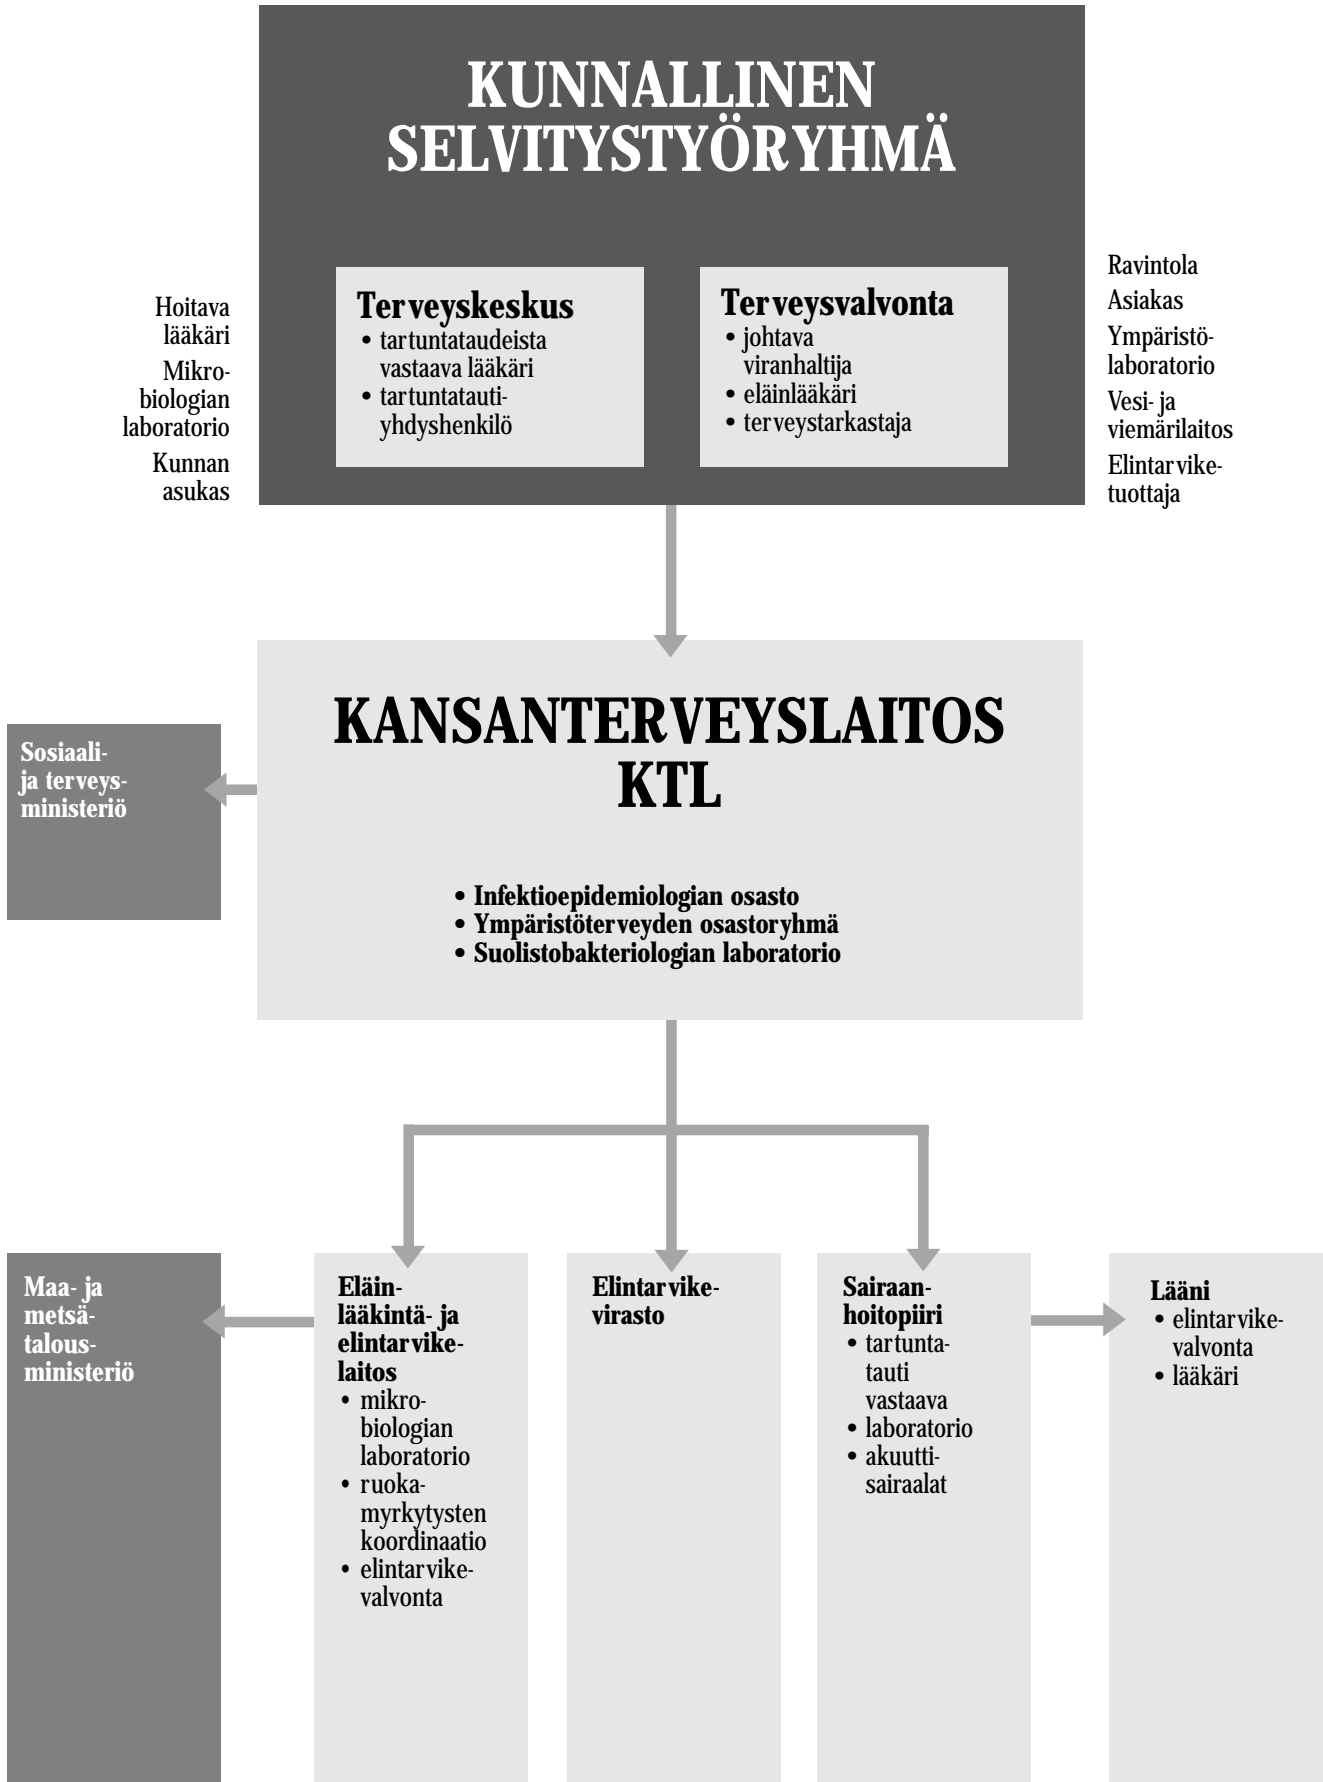 KUNNALLINEN
SELVITYSTYÖRYHMÄ
Hoitava
lääkäri
Mikro-
biologian
laboratorio
Kunnan
asukas
Terveyskeskus
• tartuntataudeista
vastaava lääkäri
• tartuntatauti-
yhdyshenkilö
Terveysvalvonta
• johtava
viranhaltija
• eläinlääkäri
• terveystarkastaja
Ravintola
Asiakas
Ympäristö-
laboratorio
Vesi- ja
viemärilaitos
Elintarvike-
tuottaja
KANSANTERVEYSLAITOS
KTL
• Infektioepidemiologian osasto
• Ympäristöterveyden osastoryhmä
• Suolistobakteriologian laboratorio
Sosiaali-
ja terveys-
ministeriö
Maa- ja
metsä-
talous-
ministeriö
Eläin-
lääkintä- ja
elintarvike-
laitos
• mikro-
biologian
laboratorio
• ruoka-
myrkytysten
koordinaatio
• elintarvike-
valvonta
Elintarvike-
virasto
Sairaan-
hoitopiiri
• tartunta-
tauti
vastaava
• laboratorio
• akuutti-
sairaalat
Lääni
• elintarvike-
valvonta
• lääkäri